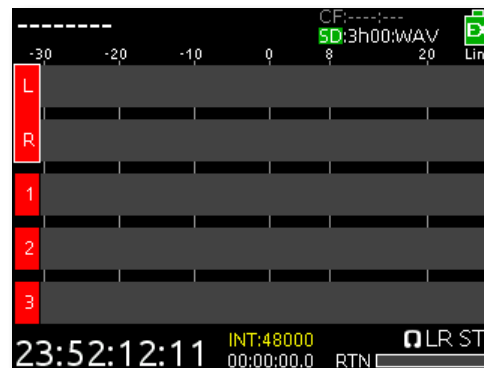 --------
CF:----:---
SD:3h00:WAV
EX
Lin
-30 -20 -10 0 8 20
L
R
1
2
3
23:52:12:11
INT:48000
00:00:00.0
LR ST
RTN